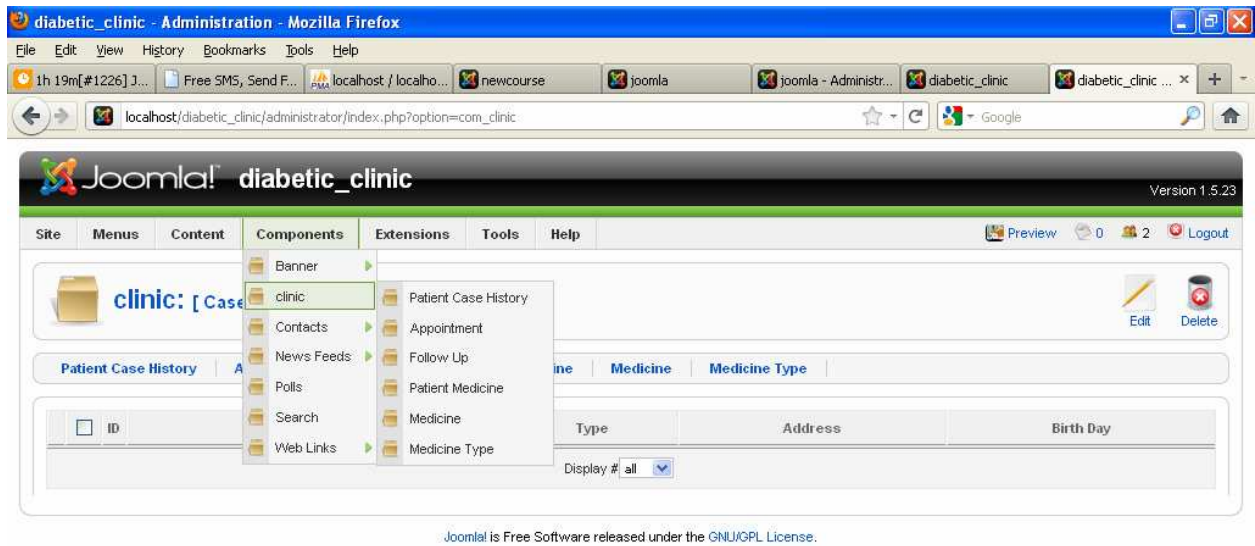 diabetic_clinic - Administration - Mozilla Firefox
File Edit View History Bookmarks Tools Help
1h 19m[#1226] J... Free SMS, Send F... localhost / localho... newcourse joomla joomla - Administr... diabetic_clinic diabetic_clinic ...
localhost/diabetic_clinic/administrator/index.php?option=com_clinic Google
Joomla! diabetic_clinic
Version 1.5.23
Site Menus Content Components Extensions Tools Help Preview 0 2 Logout
Banner
clinic
Contacts
News Feeds
Polls
Search
Web Links
Patient Case History
Appointment
Follow Up
Patient Medicine
Medicine
Medicine Type
clinic: [ Case
Edit Delete
Patient Case History A ine Medicine Medicine Type
ID Type Address Birth Day
Display # all
Joomla! is Free Software released under the GNU/GPL License.